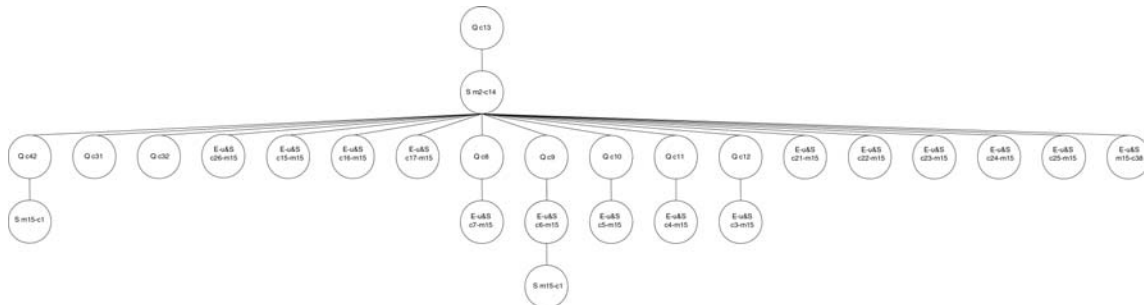 Q c13
S m2-c14
Q c42
Q c31
Q c32
E-u&S
c26-m15
E-u&S
c15-m15
E-u&S
c16-m15
E-u&S
c17-m15
Q c8
Q c9
Q c10
Q c11
Q c12
E-u&S
c21-m15
E-u&S
c22-m15
E-u&S
c23-m15
E-u&S
c24-m15
E-u&S
c25-m15
E-u&S
m15-c38
S m15-c1
E-u&S
c7-m15
E-u&S
c6-m15
E-u&S
c5-m15
E-u&S
c4-m15
E-u&S
c3-m15
S m15-c1